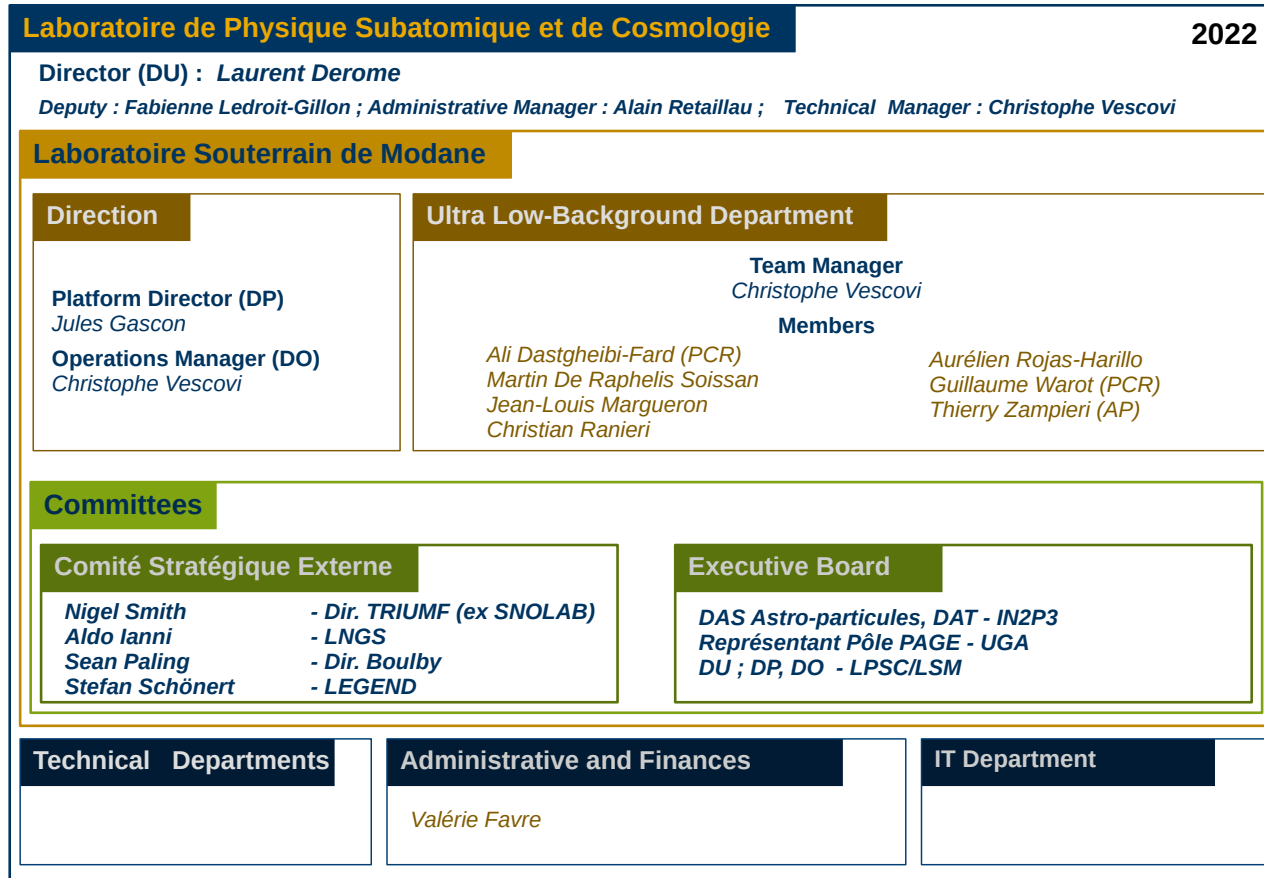 Laboratoire de Physique Subatomique et de Cosmologie
2022
Director (DU) : Laurent Derome
Deputy : Fabienne Ledroit-Gillon ; Administrative Manager : Alain Retaillau ; Technical Manager : Christophe Vescovi
Laboratoire Souterrain de Modane
Direction
Platform Director (DP)
Jules Gascon
Operations Manager (DO)
Christophe Vescovi
Ultra Low-Background Department
Team Manager
Christophe Vescovi
Members
Ali Dastgheibi-Fard (PCR)
Martin De Raphelis Soissan
Jean-Louis Margueron
Christian Ranieri
Aurélien Rojas-Harillo
Guillaume Warot (PCR)
Thierry Zampieri (AP)
Committees
Comité Stratégique Externe
Nigel Smith - Dir. TRIUMF (ex SNOLAB)
Aldo Ianni - LNGS
Sean Paling - Dir. Boulby
Stefan Schönert - LEGEND
Executive Board
DAS Astro-particules, DAT - IN2P3
Représentant Pôle PAGE - UGA
DU ; DP, DO - LPSC/LSM
Technical Departments
Administrative and Finances
Valérie Favre
IT Department